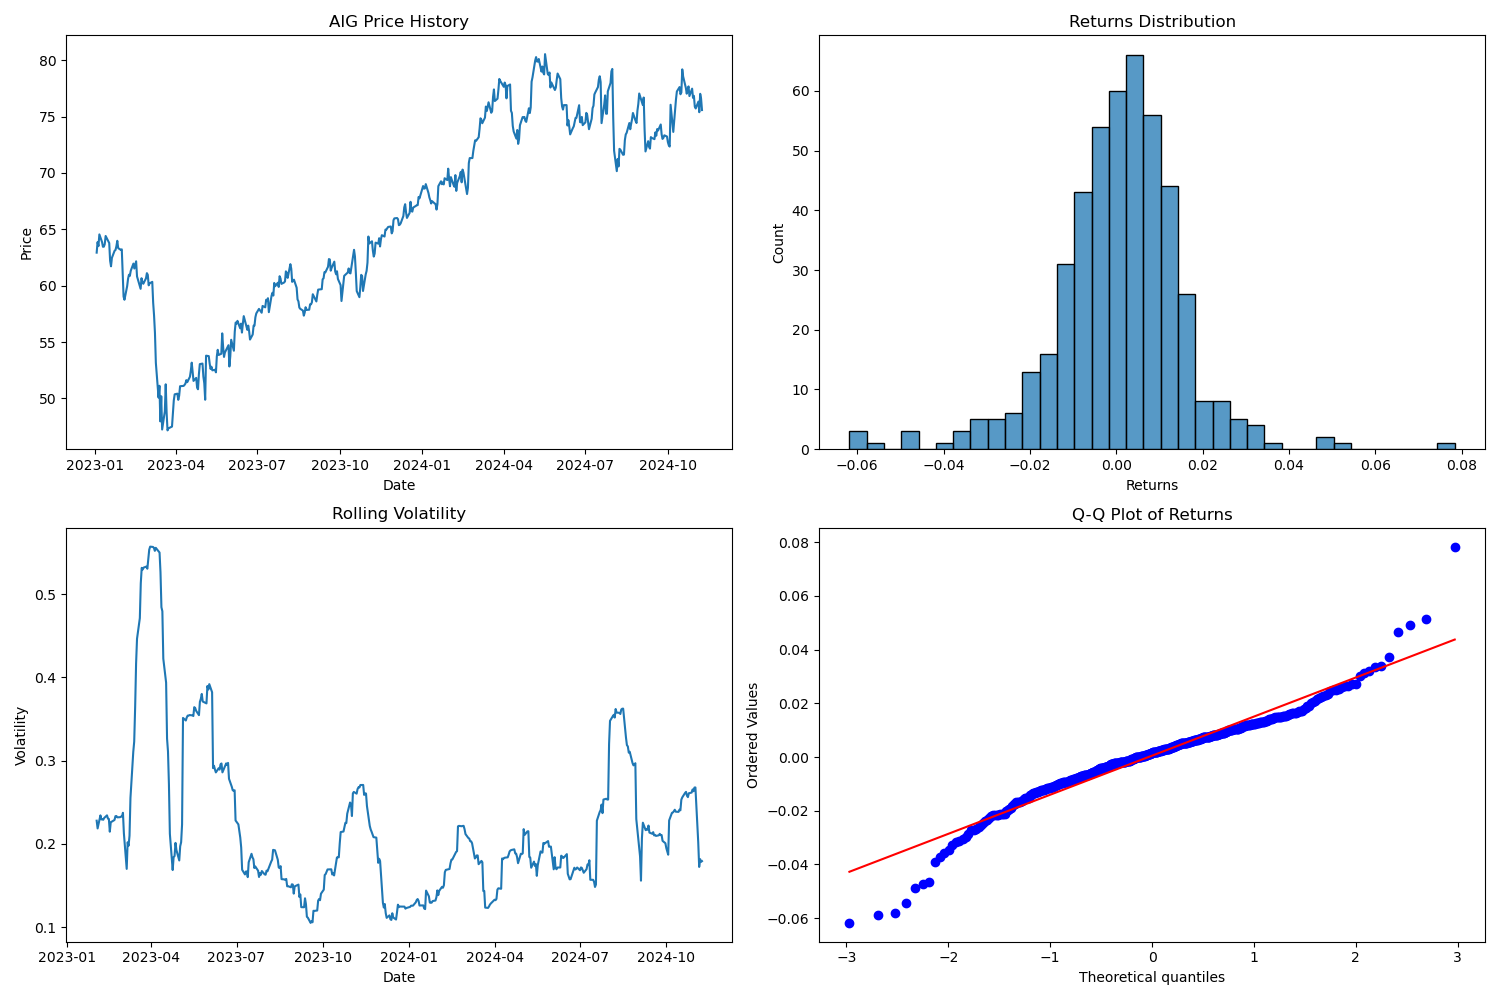 AIG Price History
Price
80
75
70
65
60
55
50
2023-01 2023-04 2023-07 2023-10 2024-01 2024-04 2024-07 2024-10
Date
Returns Distribution
Count
60
50
40
30
20
10
0
−0.06 −0.04 −0.02 0.00 0.02 0.04 0.06 0.08
Returns
Rolling Volatility
Volatility
0.5
0.4
0.3
0.2
0.1
2023-01 2023-04 2023-07 2023-10 2024-01 2024-04 2024-07 2024-10
Date
Q-Q Plot of Returns
Ordered Values
0.08
0.06
0.04
0.02
0.00
−0.02
−0.04
−0.06
−3 −2 −1 0 1 2 3
Theoretical quantiles